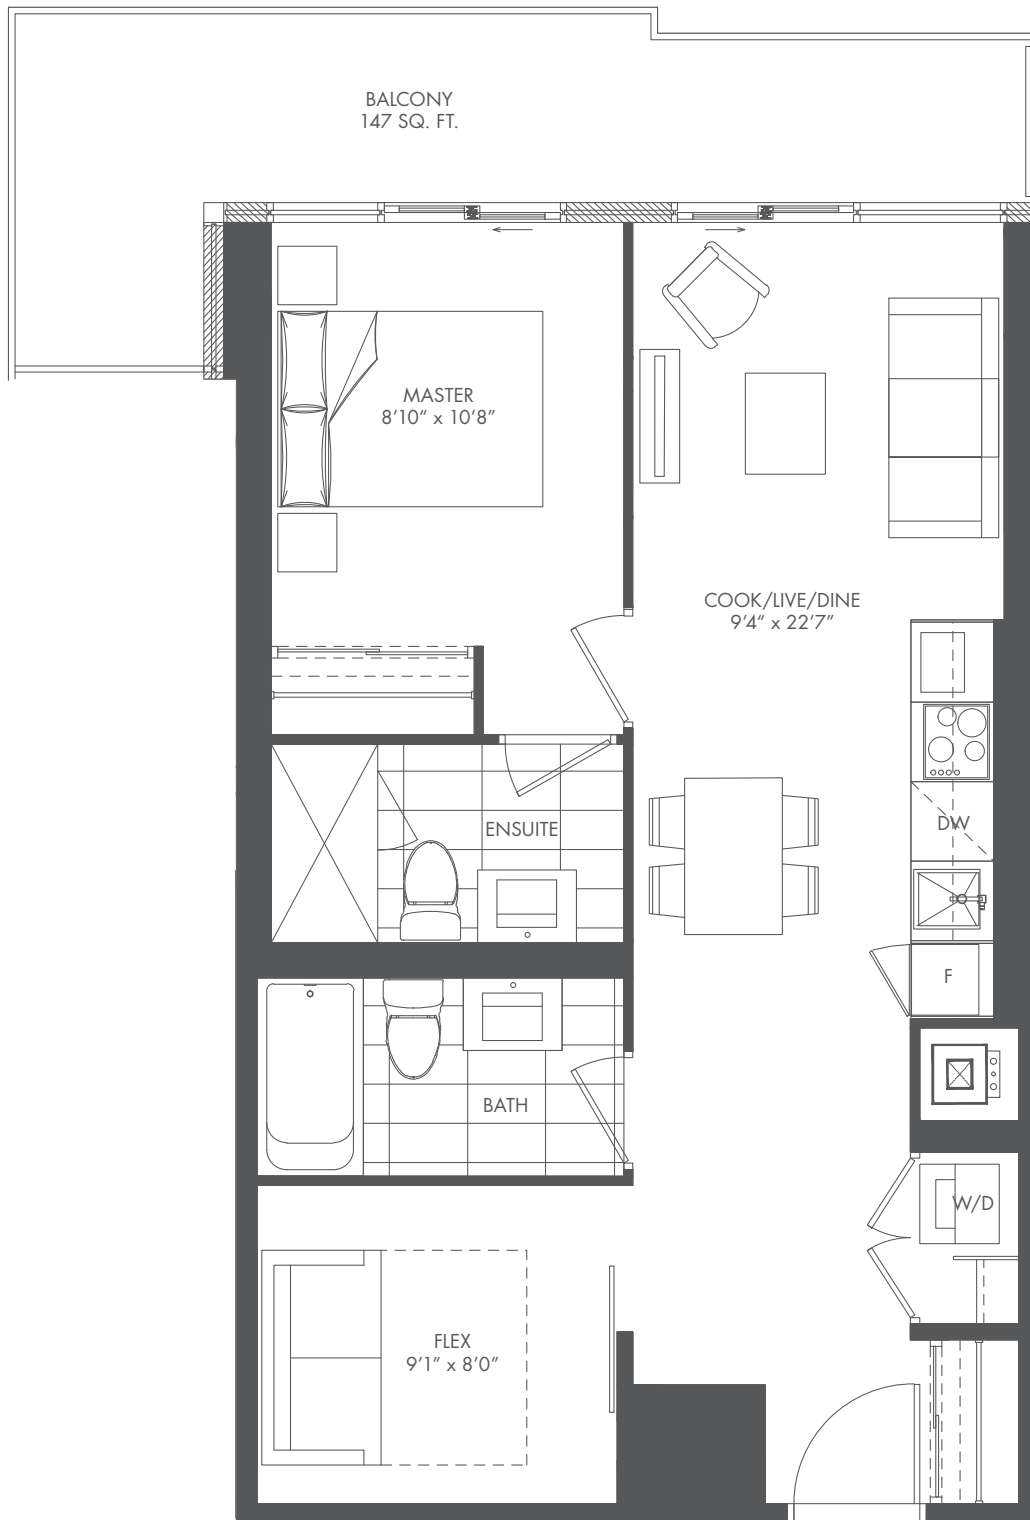 BALCONY
147 SQ. FT.
MASTER
8’10“ x 10’8”
COOK/LIVE/DINE
9’4“ x 22’7”
DW
ENSUITE
F
BATH
W/D
FLEX
9’1” x 8’0”